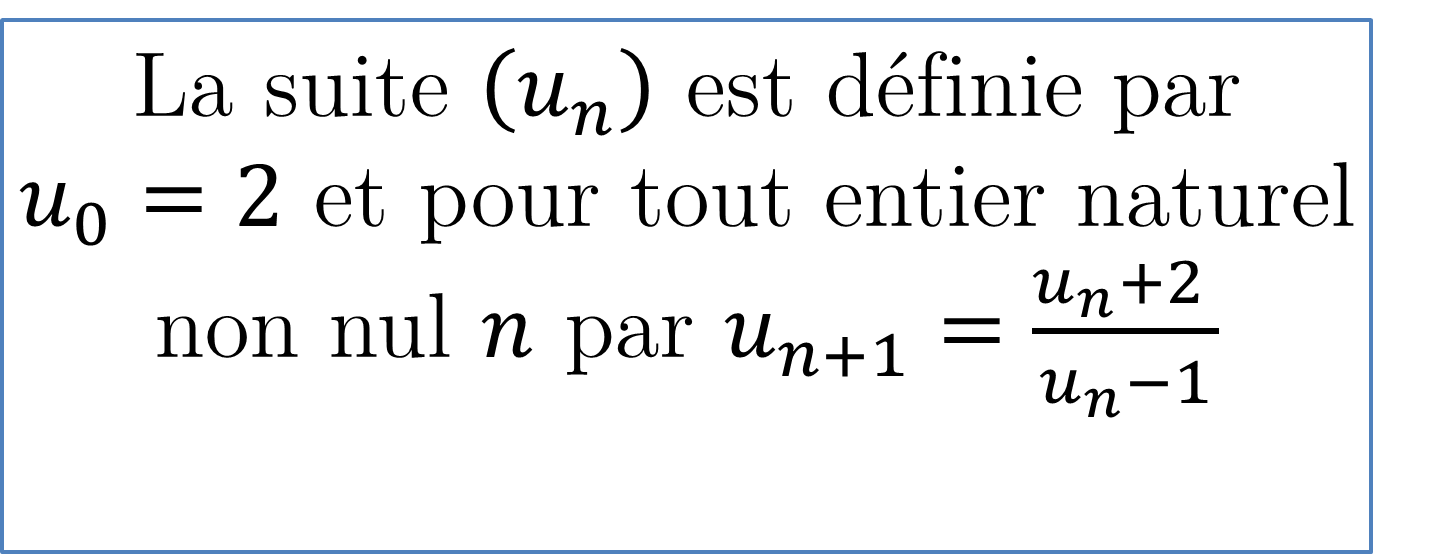 La suite (uₙ) est définie par
u₀ = 2 et pour tout entier naturel
non nul n par uₙ₊₁ = (uₙ+2)/(uₙ−1)